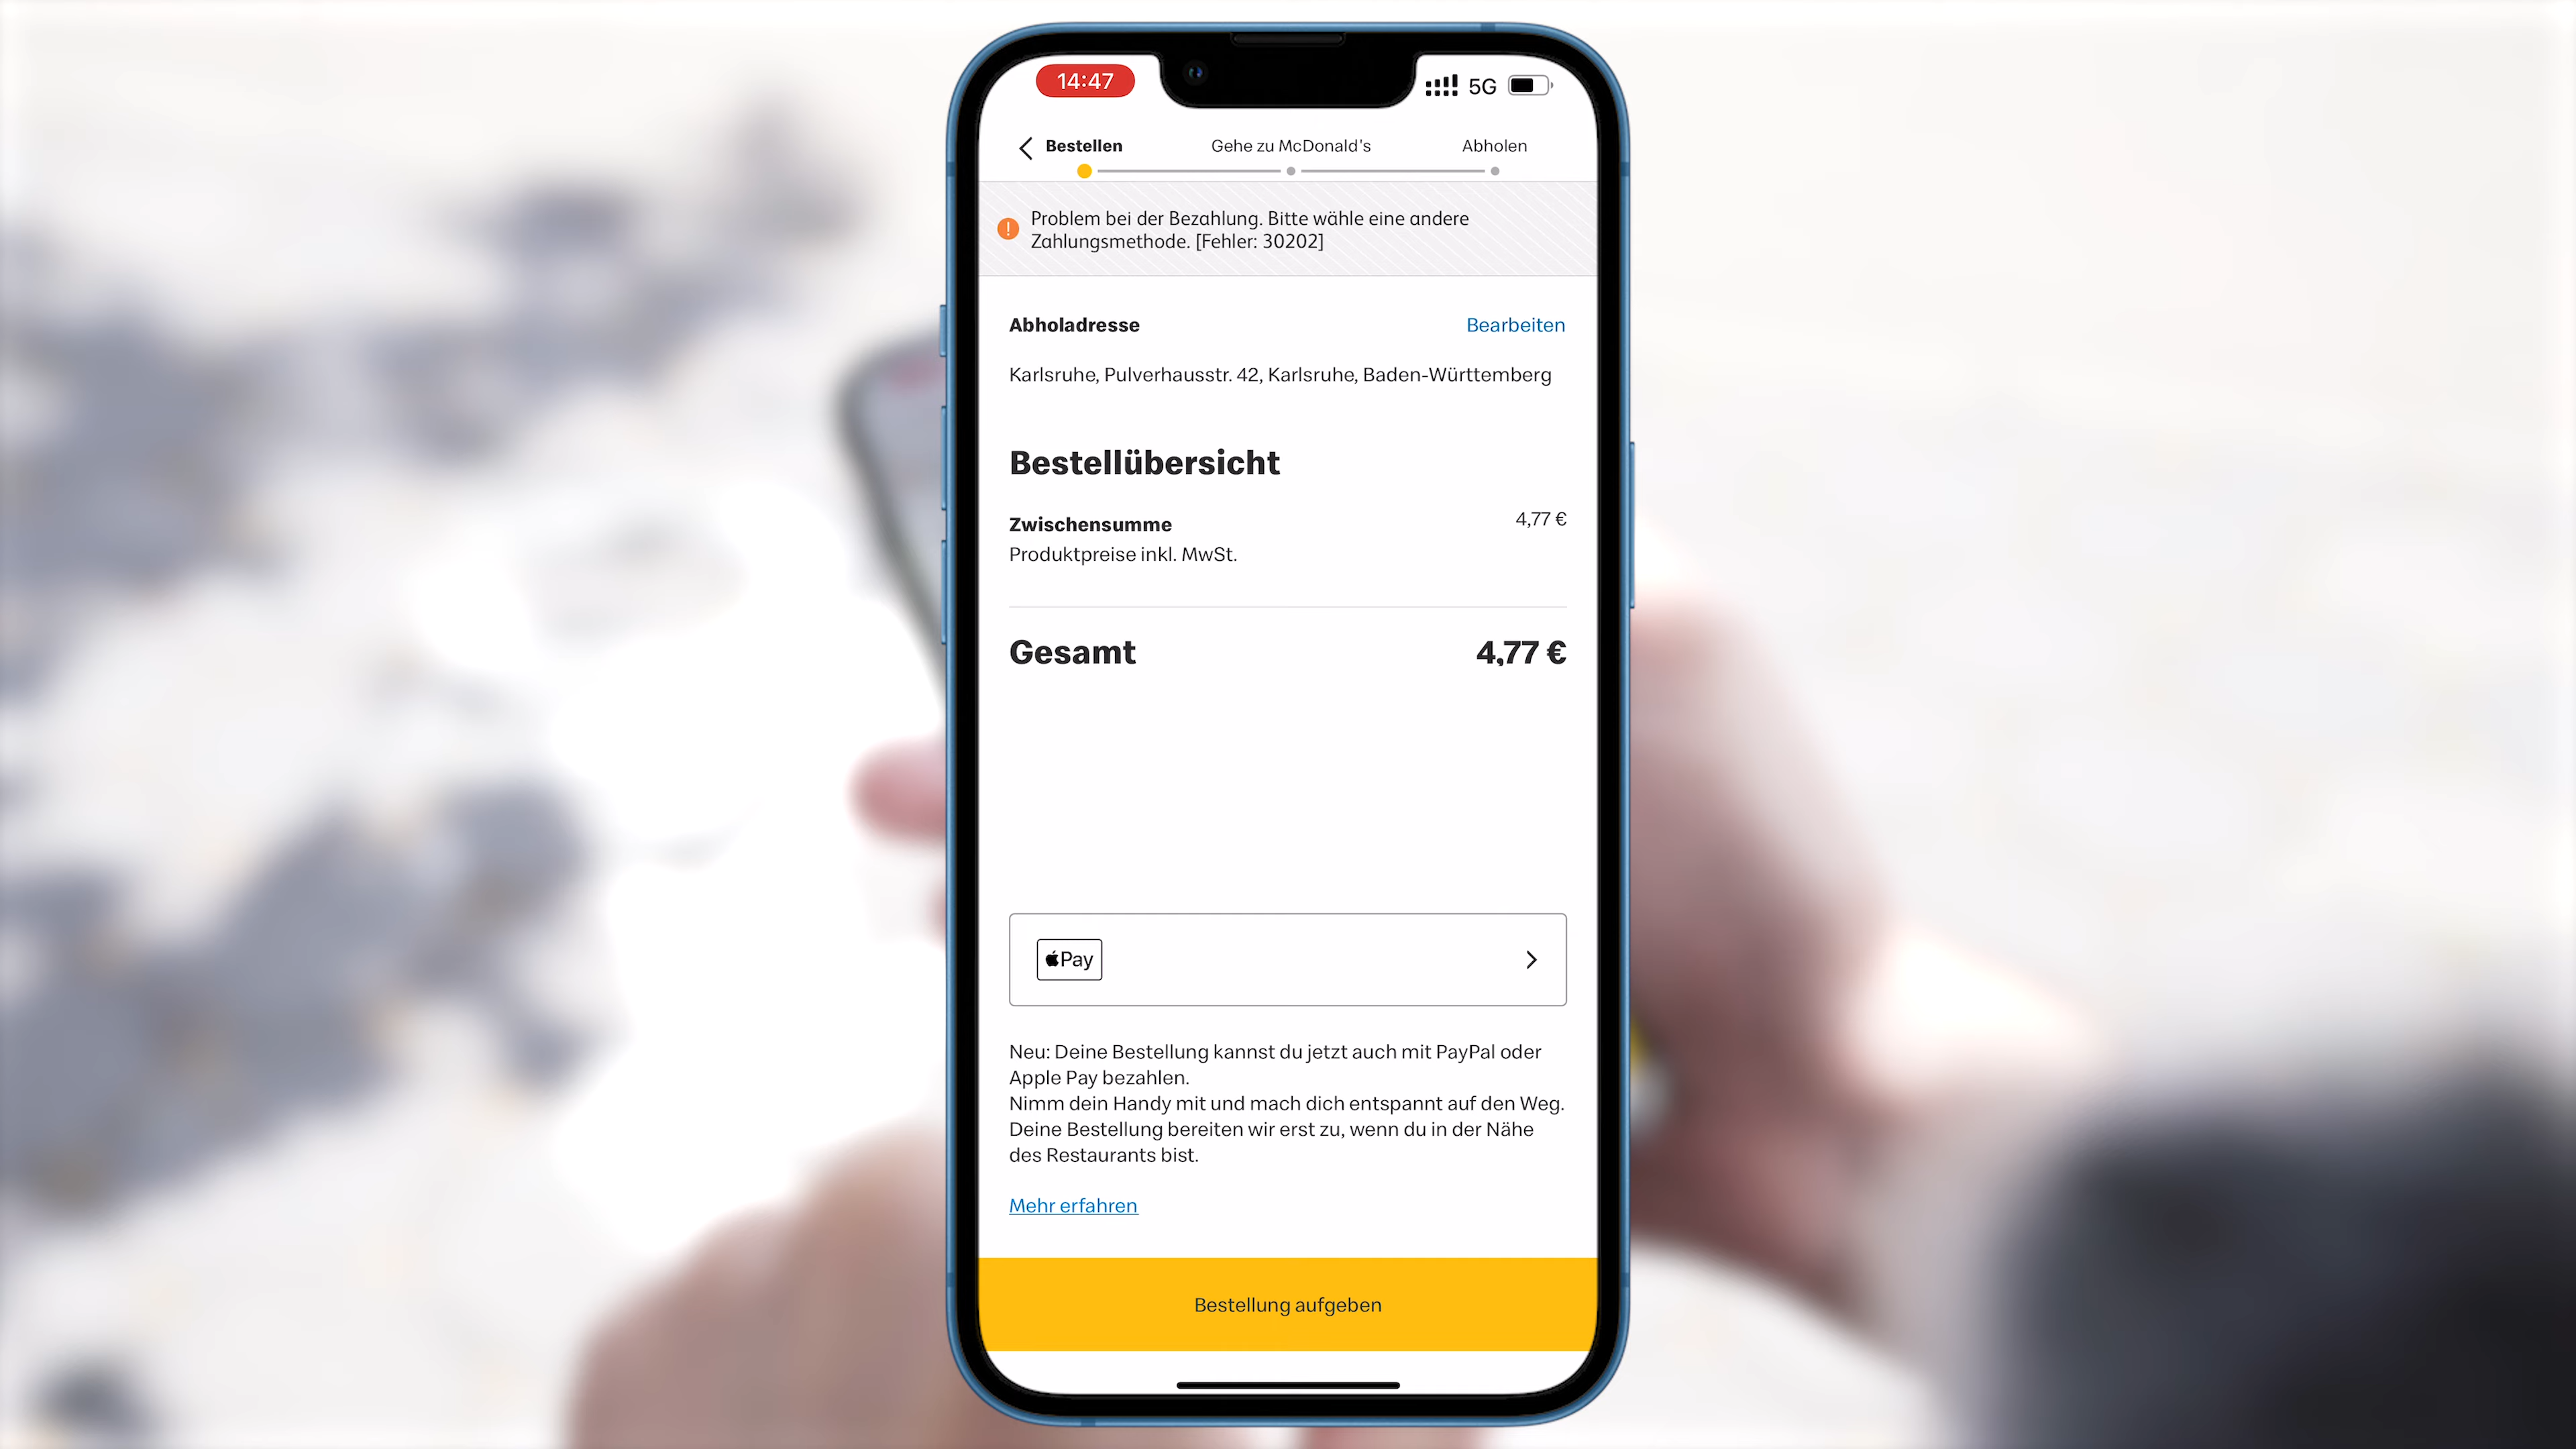 14:47
5G
Bestellen
Gehe zu McDonald's
Abholen
Problem bei der Bezahlung. Bitte wähle eine andere
Zahlungsmethode. [Fehler: 30202]
Abholadresse
Bearbeiten
Karlsruhe, Pulverhausstr. 42, Karlsruhe, Baden-Württemberg
Bestellübersicht
Zwischensumme
4,77 €
Produktpreise inkl. MwSt.
Gesamt
4,77 €
Pay
Neu: Deine Bestellung kannst du jetzt auch mit PayPal oder
Apple Pay bezahlen.
Nimm dein Handy mit und mach dich entspannt auf den Weg.
Deine Bestellung bereiten wir erst zu, wenn du in der Nähe
des Restaurants bist.
Mehr erfahren
Bestellung aufgeben